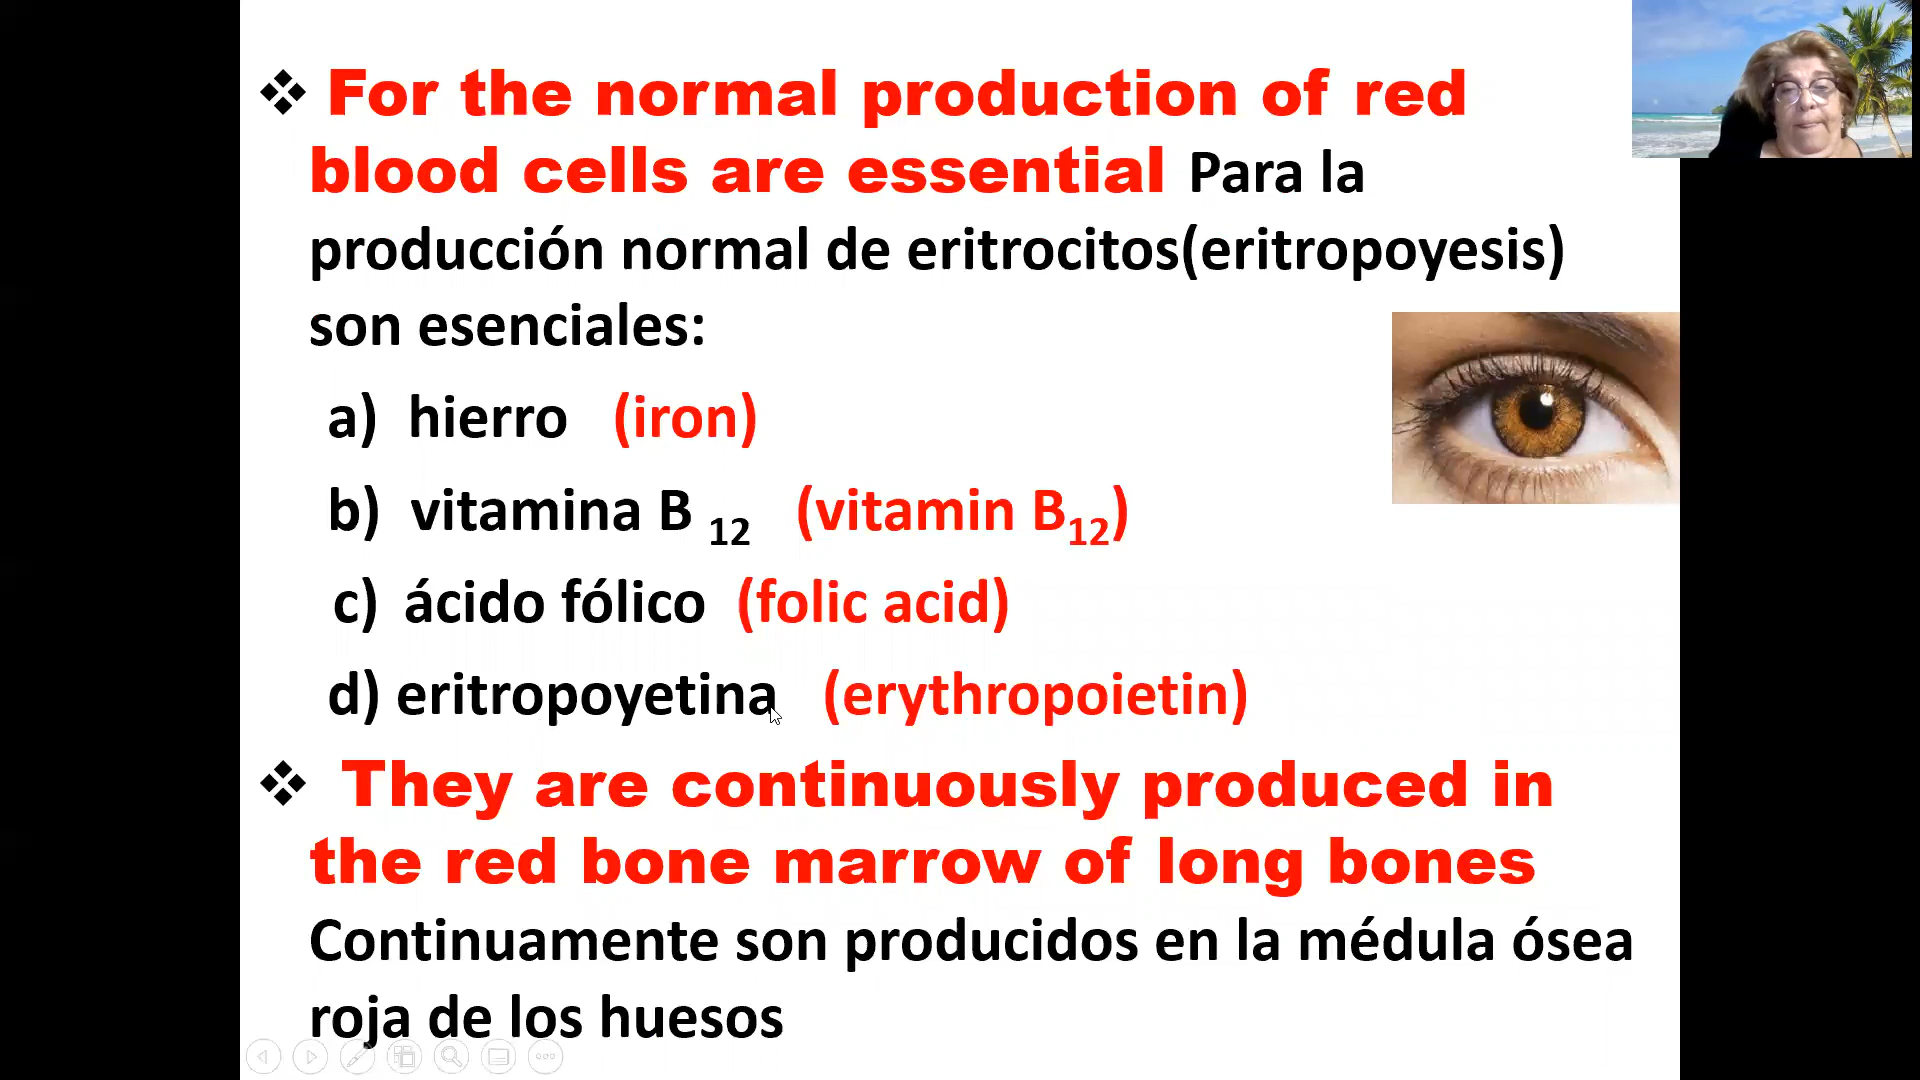 ❖ For the normal production of red
blood cells are essential Para la
producción normal de eritrocitos(eritropoyesis)
son esenciales:
a) hierro (iron)
b) vitamina B 12 (vitamin B12)
c) ácido fólico (folic acid)
d) eritropoyetina (erythropoietin)
❖ They are continuously produced in
the red bone marrow of long bones
Continuamente son producidos en la médula ósea
roja de los huesos